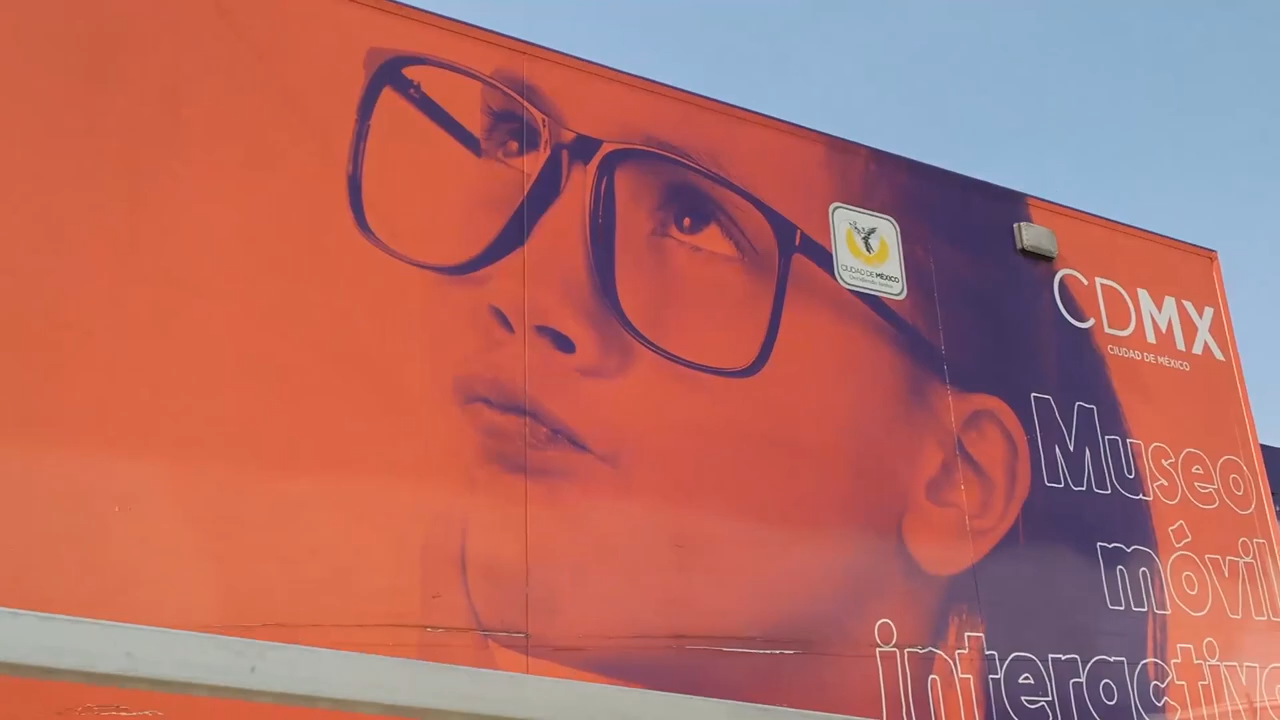 CIUDAD DE MÉXICO
CDMX
CIUDAD DE MÉXICO
Museo
móvil
interactivo